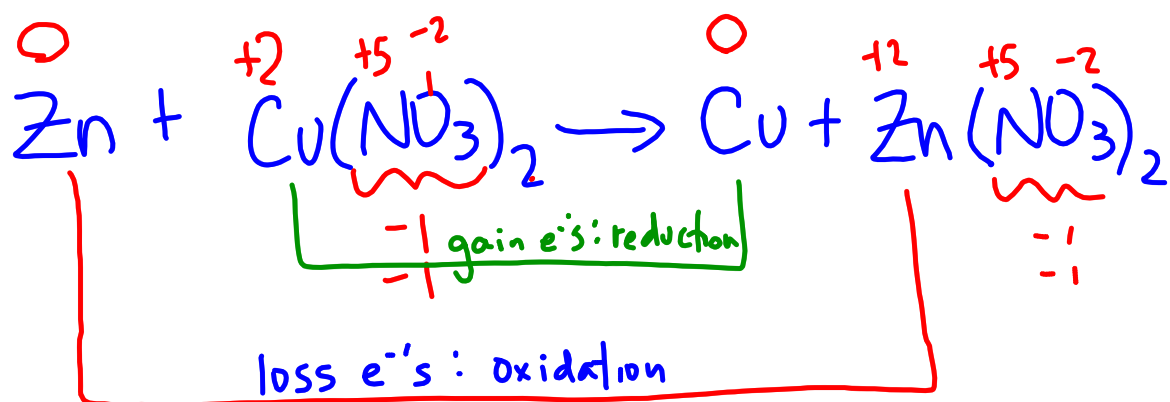 0 +2 +5 -2 0 +2 +5 -2
Zn + Cu(NO₃)₂ → Cu + Zn(NO₃)₂
-1 gain e⁻'s: reduction -1
-1 -1
loss e⁻'s: oxidation